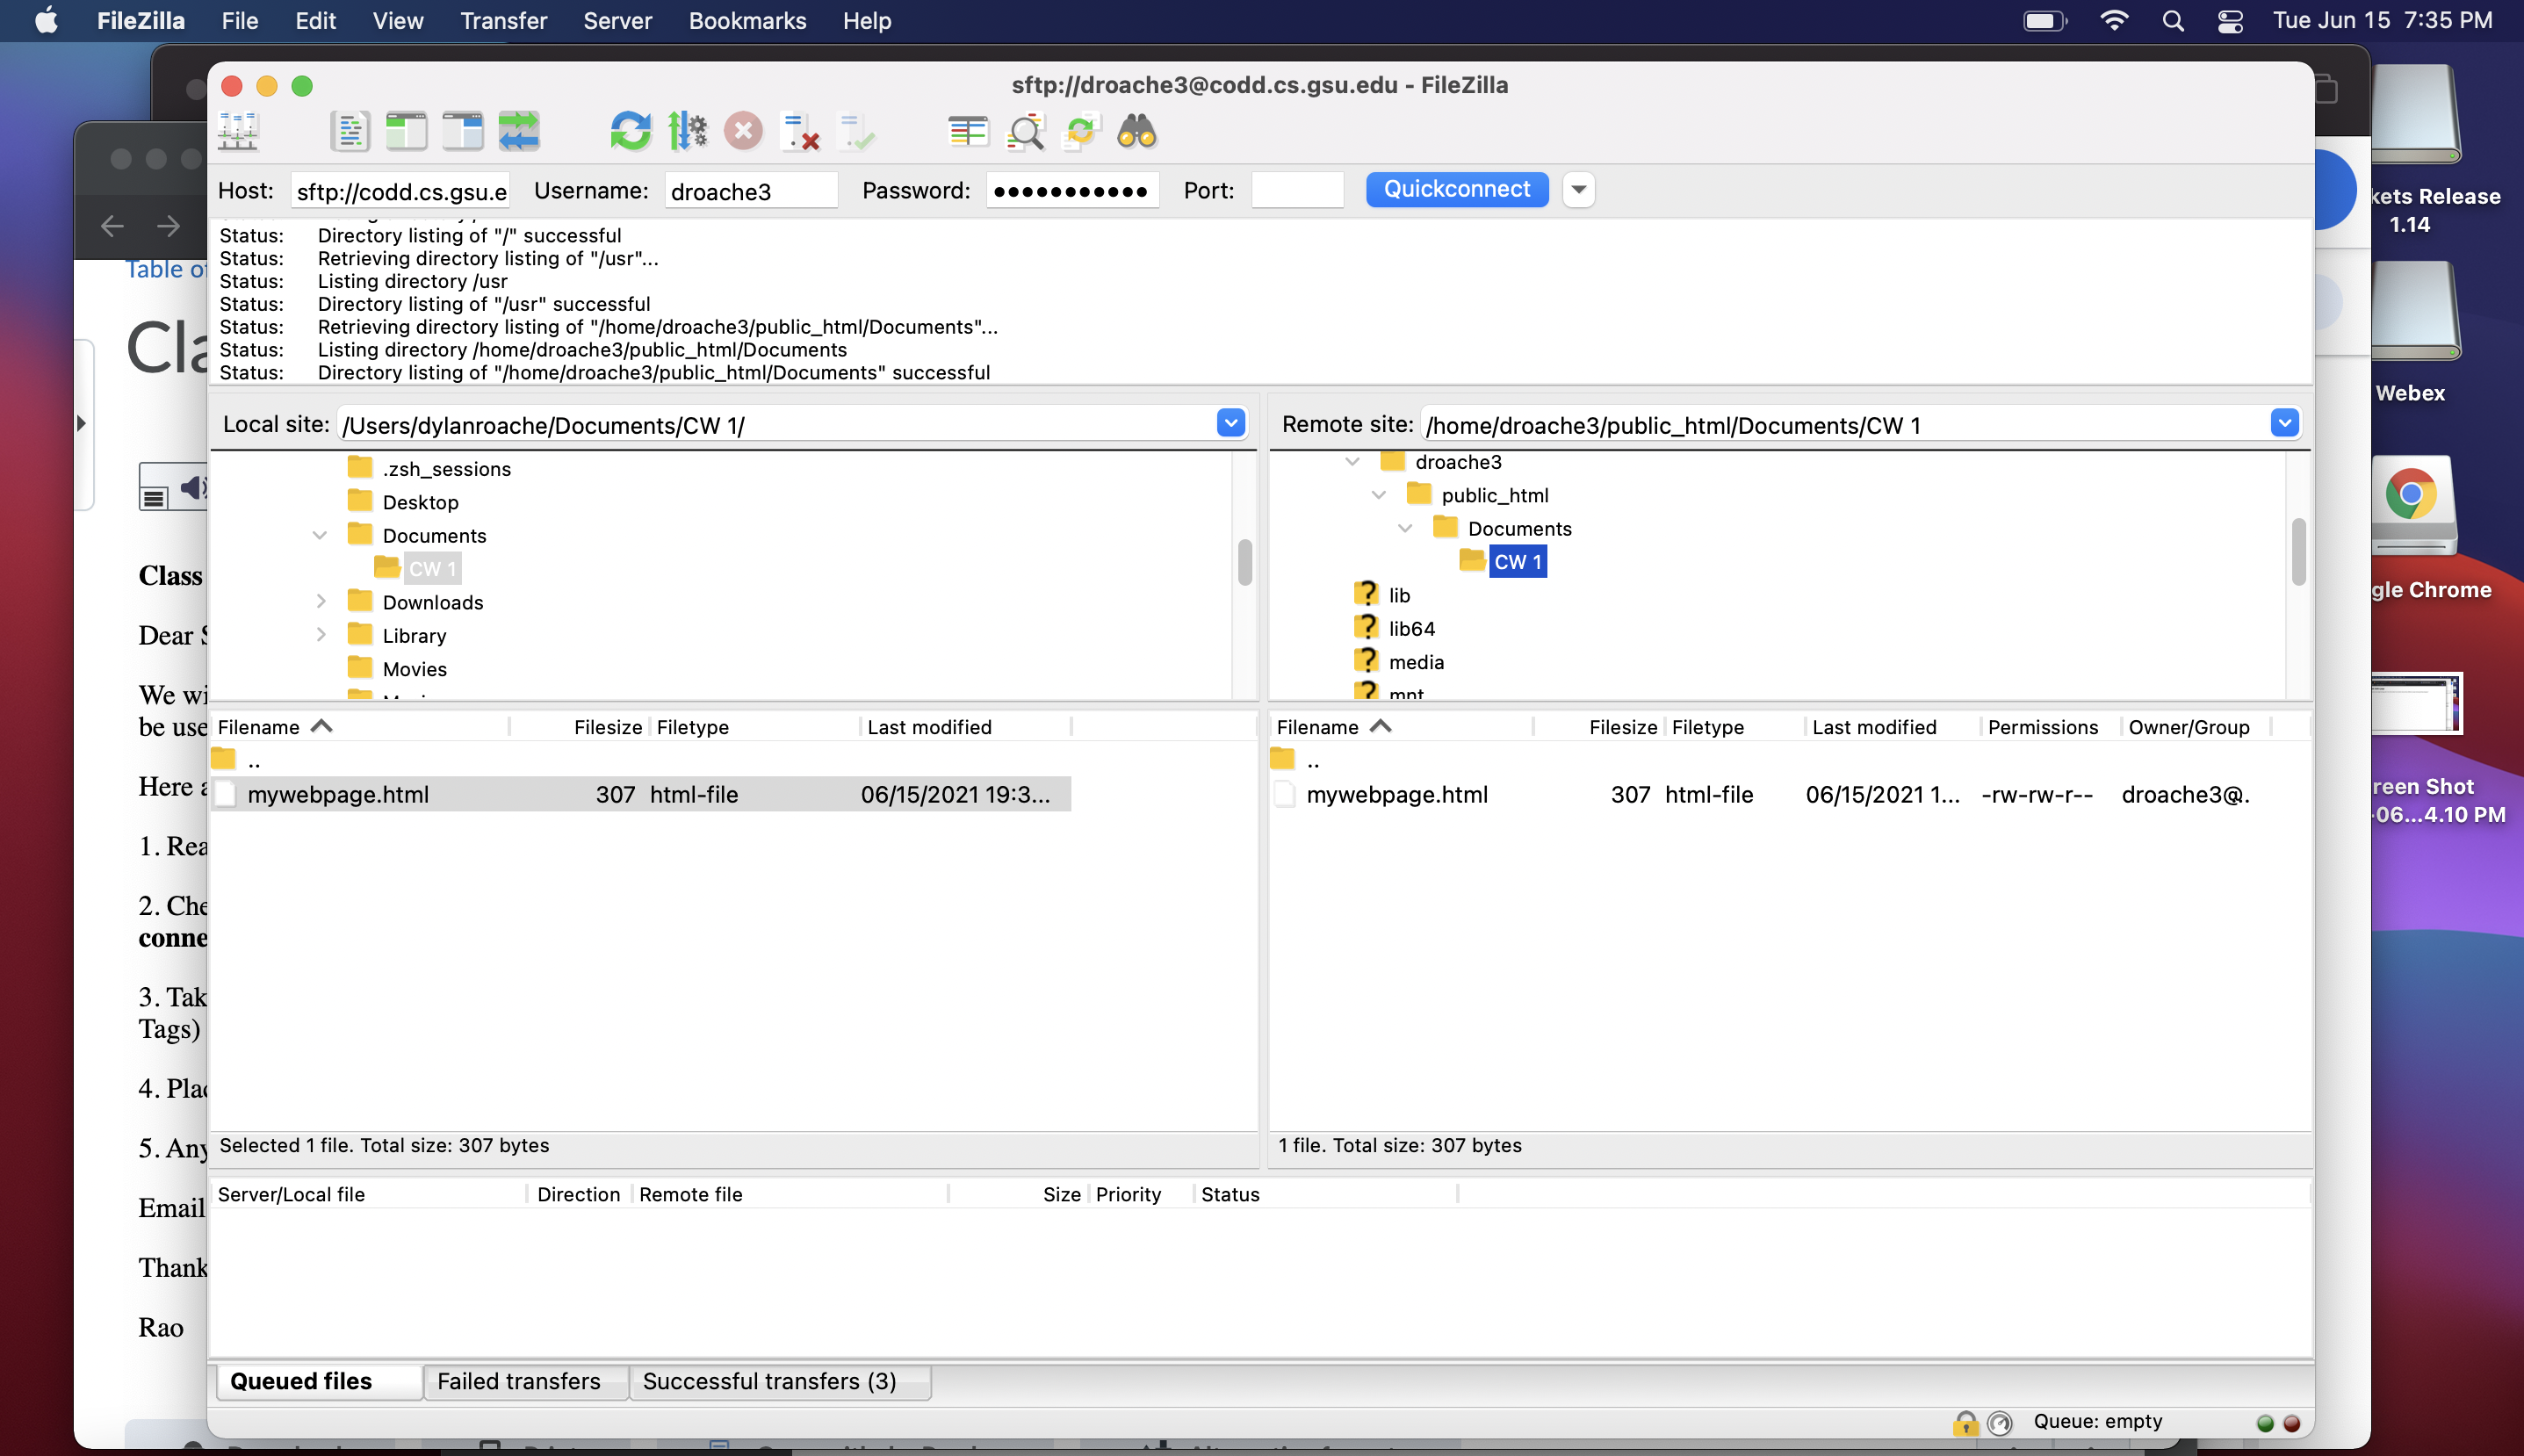 FileZilla File Edit View Transfer Server Bookmarks Help Tue Jun 15 7:35 PM
sftp://droache3@codd.cs.gsu.edu - FileZilla
Host: sftp://codd.cs.gsu.e Username: droache3 Password: ●●●●●●●●●●● Port: Quickconnect
Status: Directory listing of "/" successful
Status: Retrieving directory listing of "/usr"...
Status: Listing directory /usr
Status: Directory listing of "/usr" successful
Status: Retrieving directory listing of "/home/droache3/public_html/Documents"...
Status: Listing directory /home/droache3/public_html/Documents
Status: Directory listing of "/home/droache3/public_html/Documents" successful
Local site: /Users/dylanroache/Documents/CW 1/
.zsh_sessions
Desktop
Documents
CW 1
Downloads
Library
Movies
Remote site: /home/droache3/public_html/Documents/CW 1
droache3
public_html
Documents
CW 1
lib
lib64
media
mnt
Filename Filesize Filetype Last modified
..
mywebpage.html 307 html-file 06/15/2021 19:3...
Selected 1 file. Total size: 307 bytes
Filename Filesize Filetype Last modified Permissions Owner/Group
..
mywebpage.html 307 html-file 06/15/2021 1... -rw-rw-r-- droache3@.
1 file. Total size: 307 bytes
Server/Local file Direction Remote file Size Priority Status
Queued files Failed transfers Successful transfers (3)
Queue: empty
Table of
Cla
Class
Dear S
We wi
be use
Here a
1. Rea
2. Che
conne
3. Tak
Tags)
4. Plac
5. Any
Email
Thank
Rao
kets Release
1.14
Webex
gle Chrome
reen Shot
-06...4.10 PM